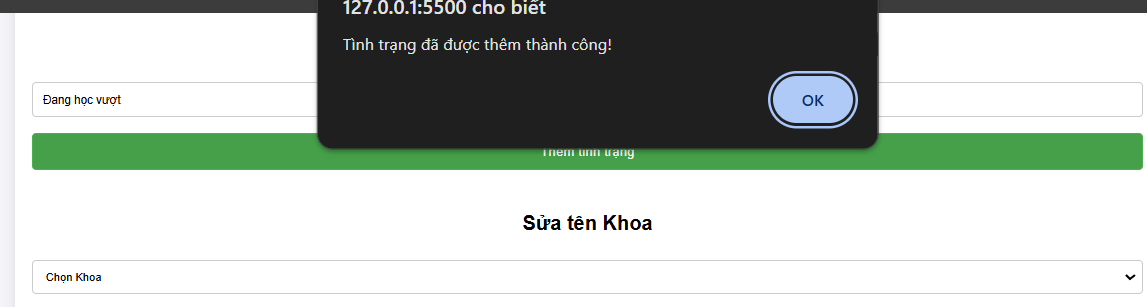 127.0.0.1:5500 cho biết
Tình trạng đã được thêm thành công!
OK
Đang học vượt
Thêm tình trạng
Sửa tên Khoa
Chọn Khoa